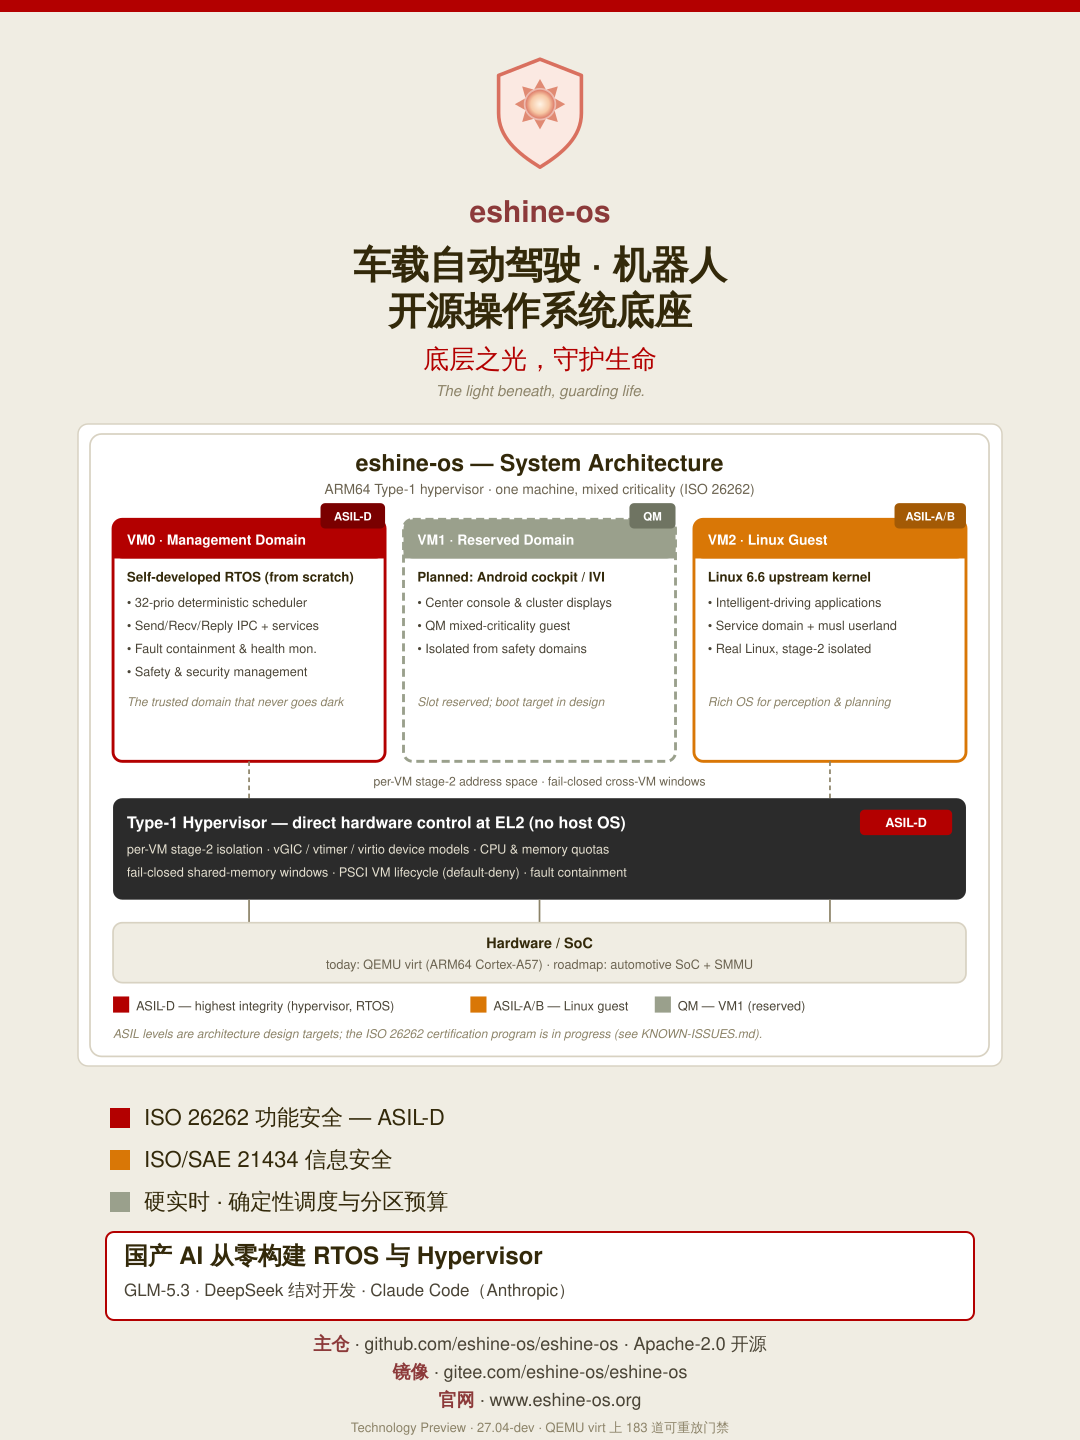 eshine-os
车载自动驾驶 · 机器人
开源操作系统底座
底层之光，守护生命
The light beneath, guarding life.
eshine-os — System Architecture
ARM64 Type-1 hypervisor · one machine, mixed criticality (ISO 26262)
ASIL-D
VM0 · Management Domain
Self-developed RTOS (from scratch)
• 32-prio deterministic scheduler
• Send/Recv/Reply IPC + services
• Fault containment & health mon.
• Safety & security management
The trusted domain that never goes dark
QM
VM1 · Reserved Domain
Planned: Android cockpit / IVI
• Center console & cluster displays
• QM mixed-criticality guest
• Isolated from safety domains
Slot reserved; boot target in design
ASIL-A/B
VM2 · Linux Guest
Linux 6.6 upstream kernel
• Intelligent-driving applications
• Service domain + musl userland
• Real Linux, stage-2 isolated
Rich OS for perception & planning
per-VM stage-2 address space · fail-closed cross-VM windows
Type-1 Hypervisor — direct hardware control at EL2 (no host OS)
ASIL-D
per-VM stage-2 isolation · vGIC / vtimer / virtio device models · CPU & memory quotas
fail-closed shared-memory windows · PSCI VM lifecycle (default-deny) · fault containment
Hardware / SoC
today: QEMU virt (ARM64 Cortex-A57) · roadmap: automotive SoC + SMMU
ASIL-D — highest integrity (hypervisor, RTOS)
ASIL-A/B — Linux guest
QM — VM1 (reserved)
ASIL levels are architecture design targets; the ISO 26262 certification program is in progress (see KNOWN-ISSUES.md).
ISO 26262 功能安全 — ASIL-D
ISO/SAE 21434 信息安全
硬实时 · 确定性调度与分区预算
国产 AI 从零构建 RTOS 与 Hypervisor
GLM-5.3 · DeepSeek 结对开发 · Claude Code（Anthropic）
主仓 · github.com/eshine-os/eshine-os · Apache-2.0 开源
镜像 · gitee.com/eshine-os/eshine-os
官网 · www.eshine-os.org
Technology Preview · 27.04-dev · QEMU virt 上 183 道可重放门禁